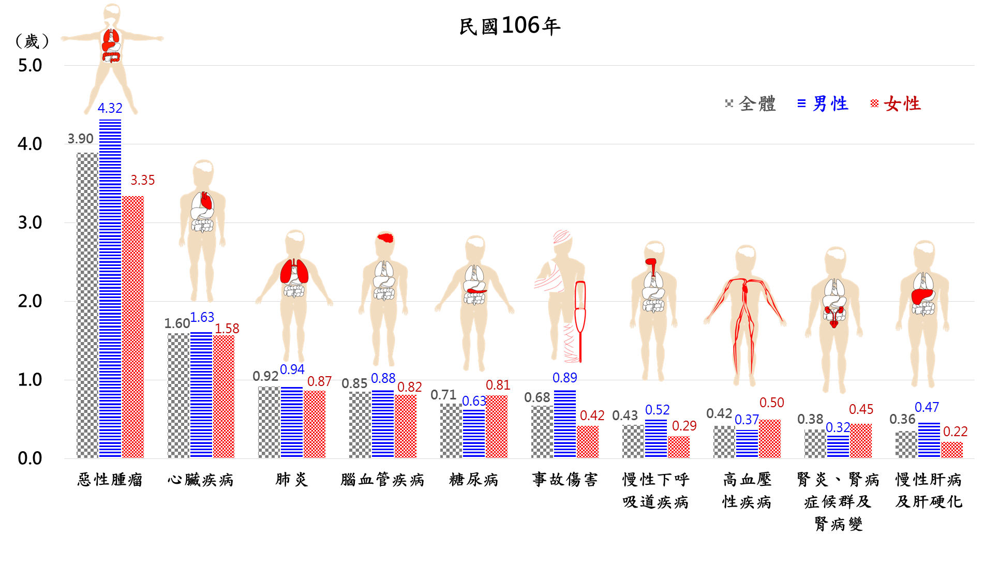 民國106年
（歲）
5.0
4.0
3.0
2.0
1.0
0.0
全體 男性 女性
3.90 4.32 3.35
1.60 1.63 1.58
0.92 0.94 0.87
0.85 0.88 0.82
0.71 0.63 0.81
0.68 0.89 0.42
0.43 0.52 0.29
0.42 0.37 0.50
0.38 0.32 0.45
0.36 0.47 0.22
惡性腫瘤
心臟疾病
肺炎
腦血管疾病
糖尿病
事故傷害
慢性下呼
吸道疾病
高血壓
性疾病
腎炎、腎病
症候群及
腎病變
慢性肝病
及肝硬化